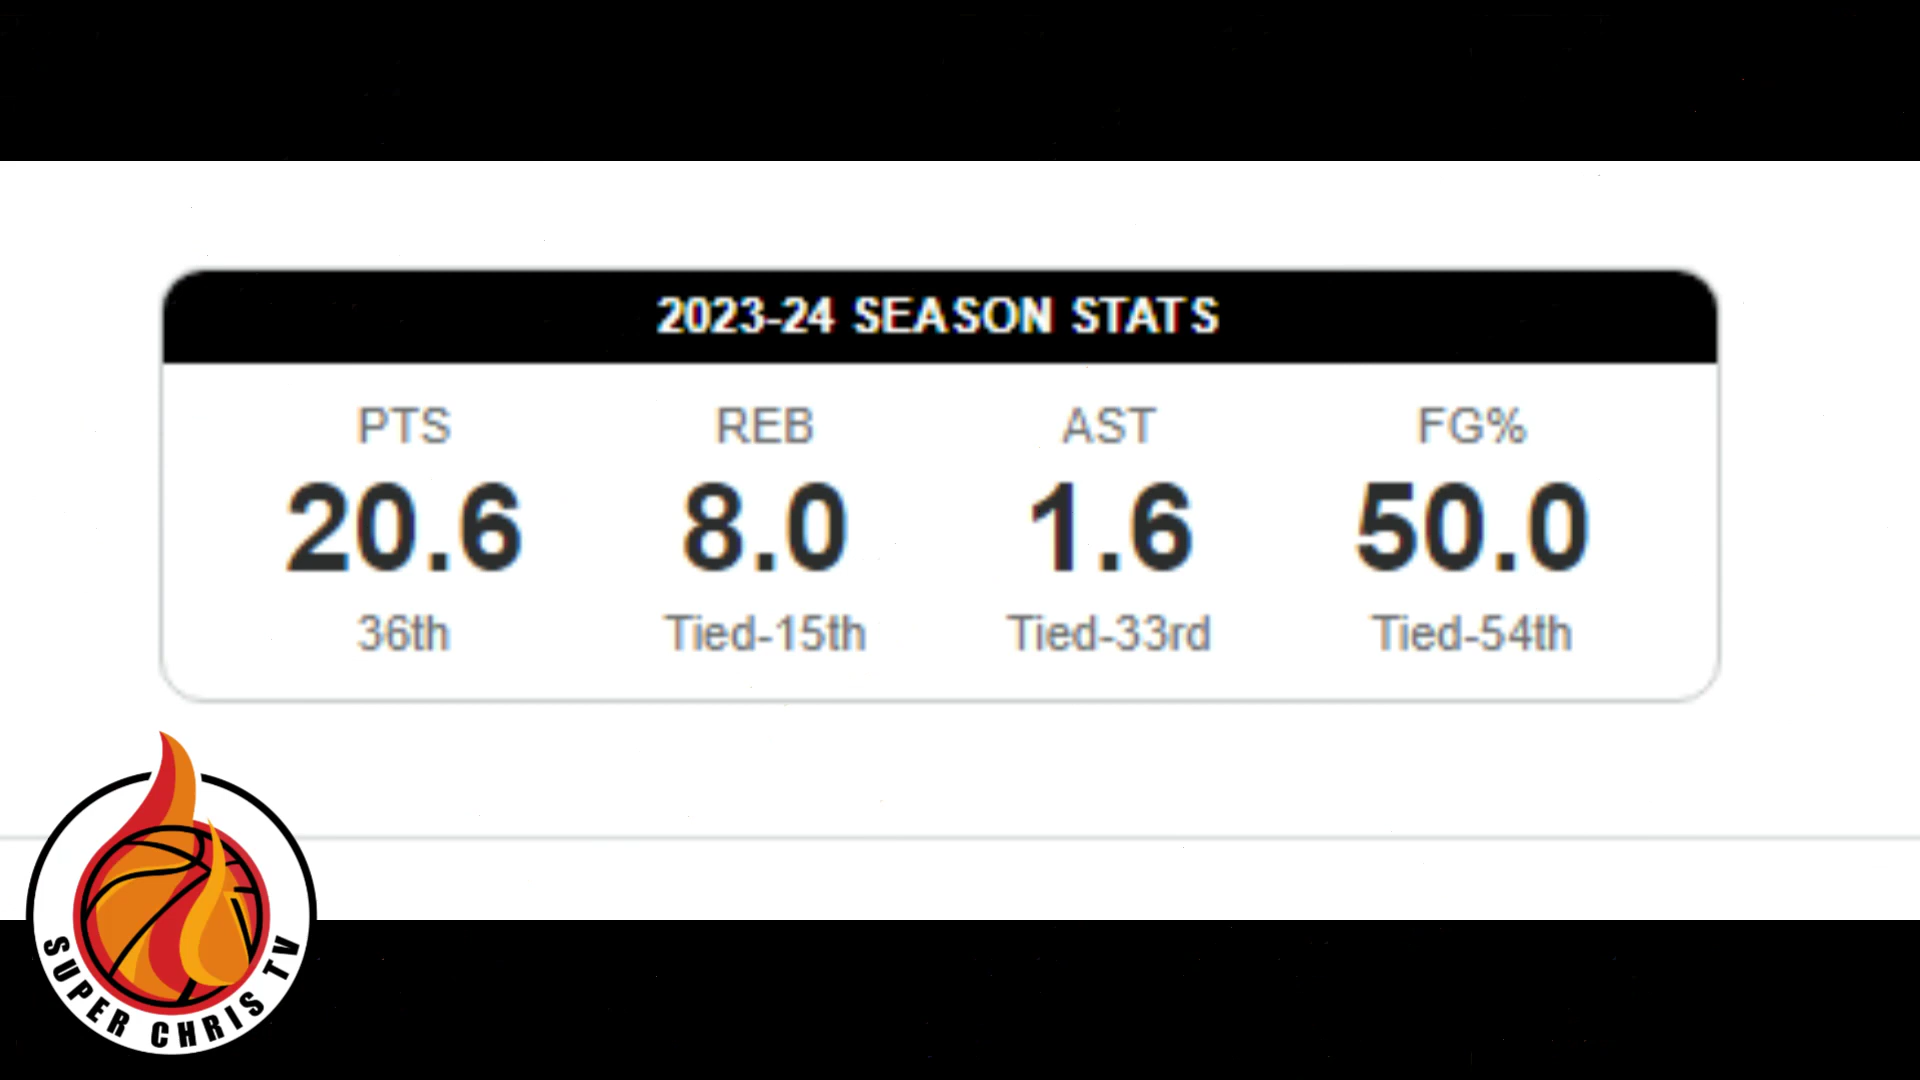 2023-24 SEASON STATS
PTS REB AST FG%
20.6 8.0 1.6 50.0
36th Tied-15th Tied-33rd Tied-54th
SUPER CHRIS TV